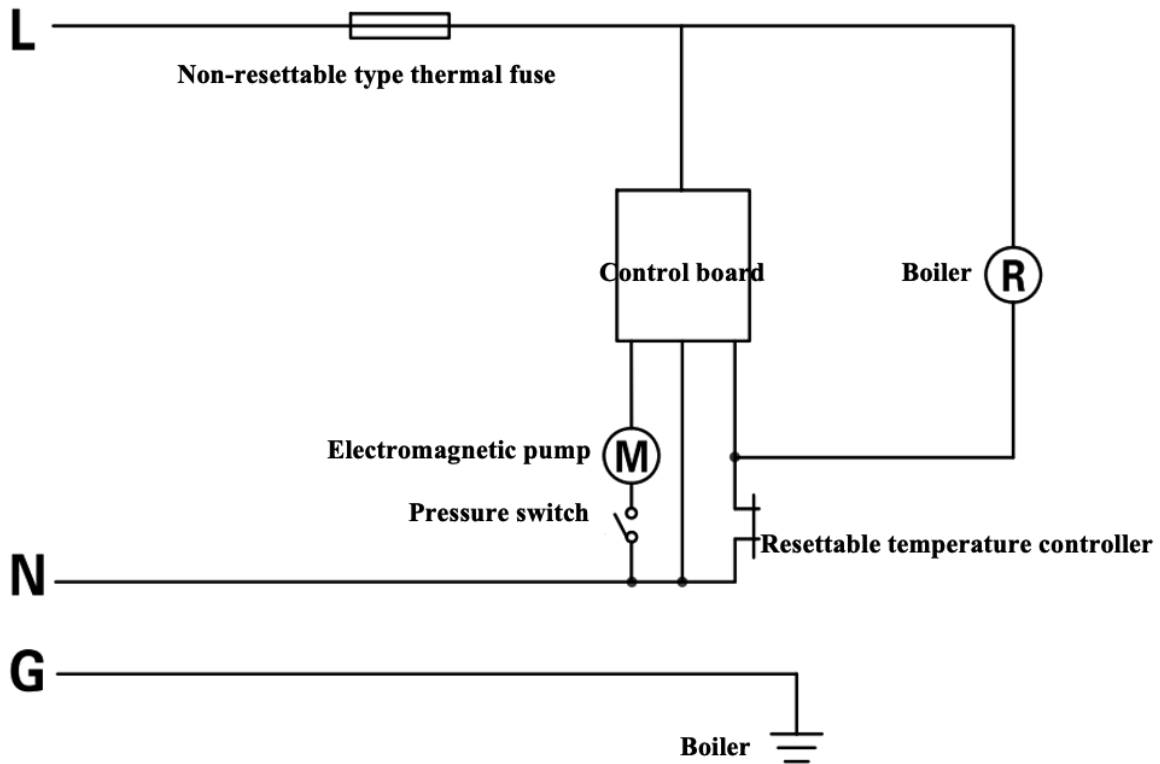 L
Non-resettable type thermal fuse
Control board
Boiler
R
Electromagnetic pump
M
Pressure switch
Resettable temperature controller
N
G
Boiler